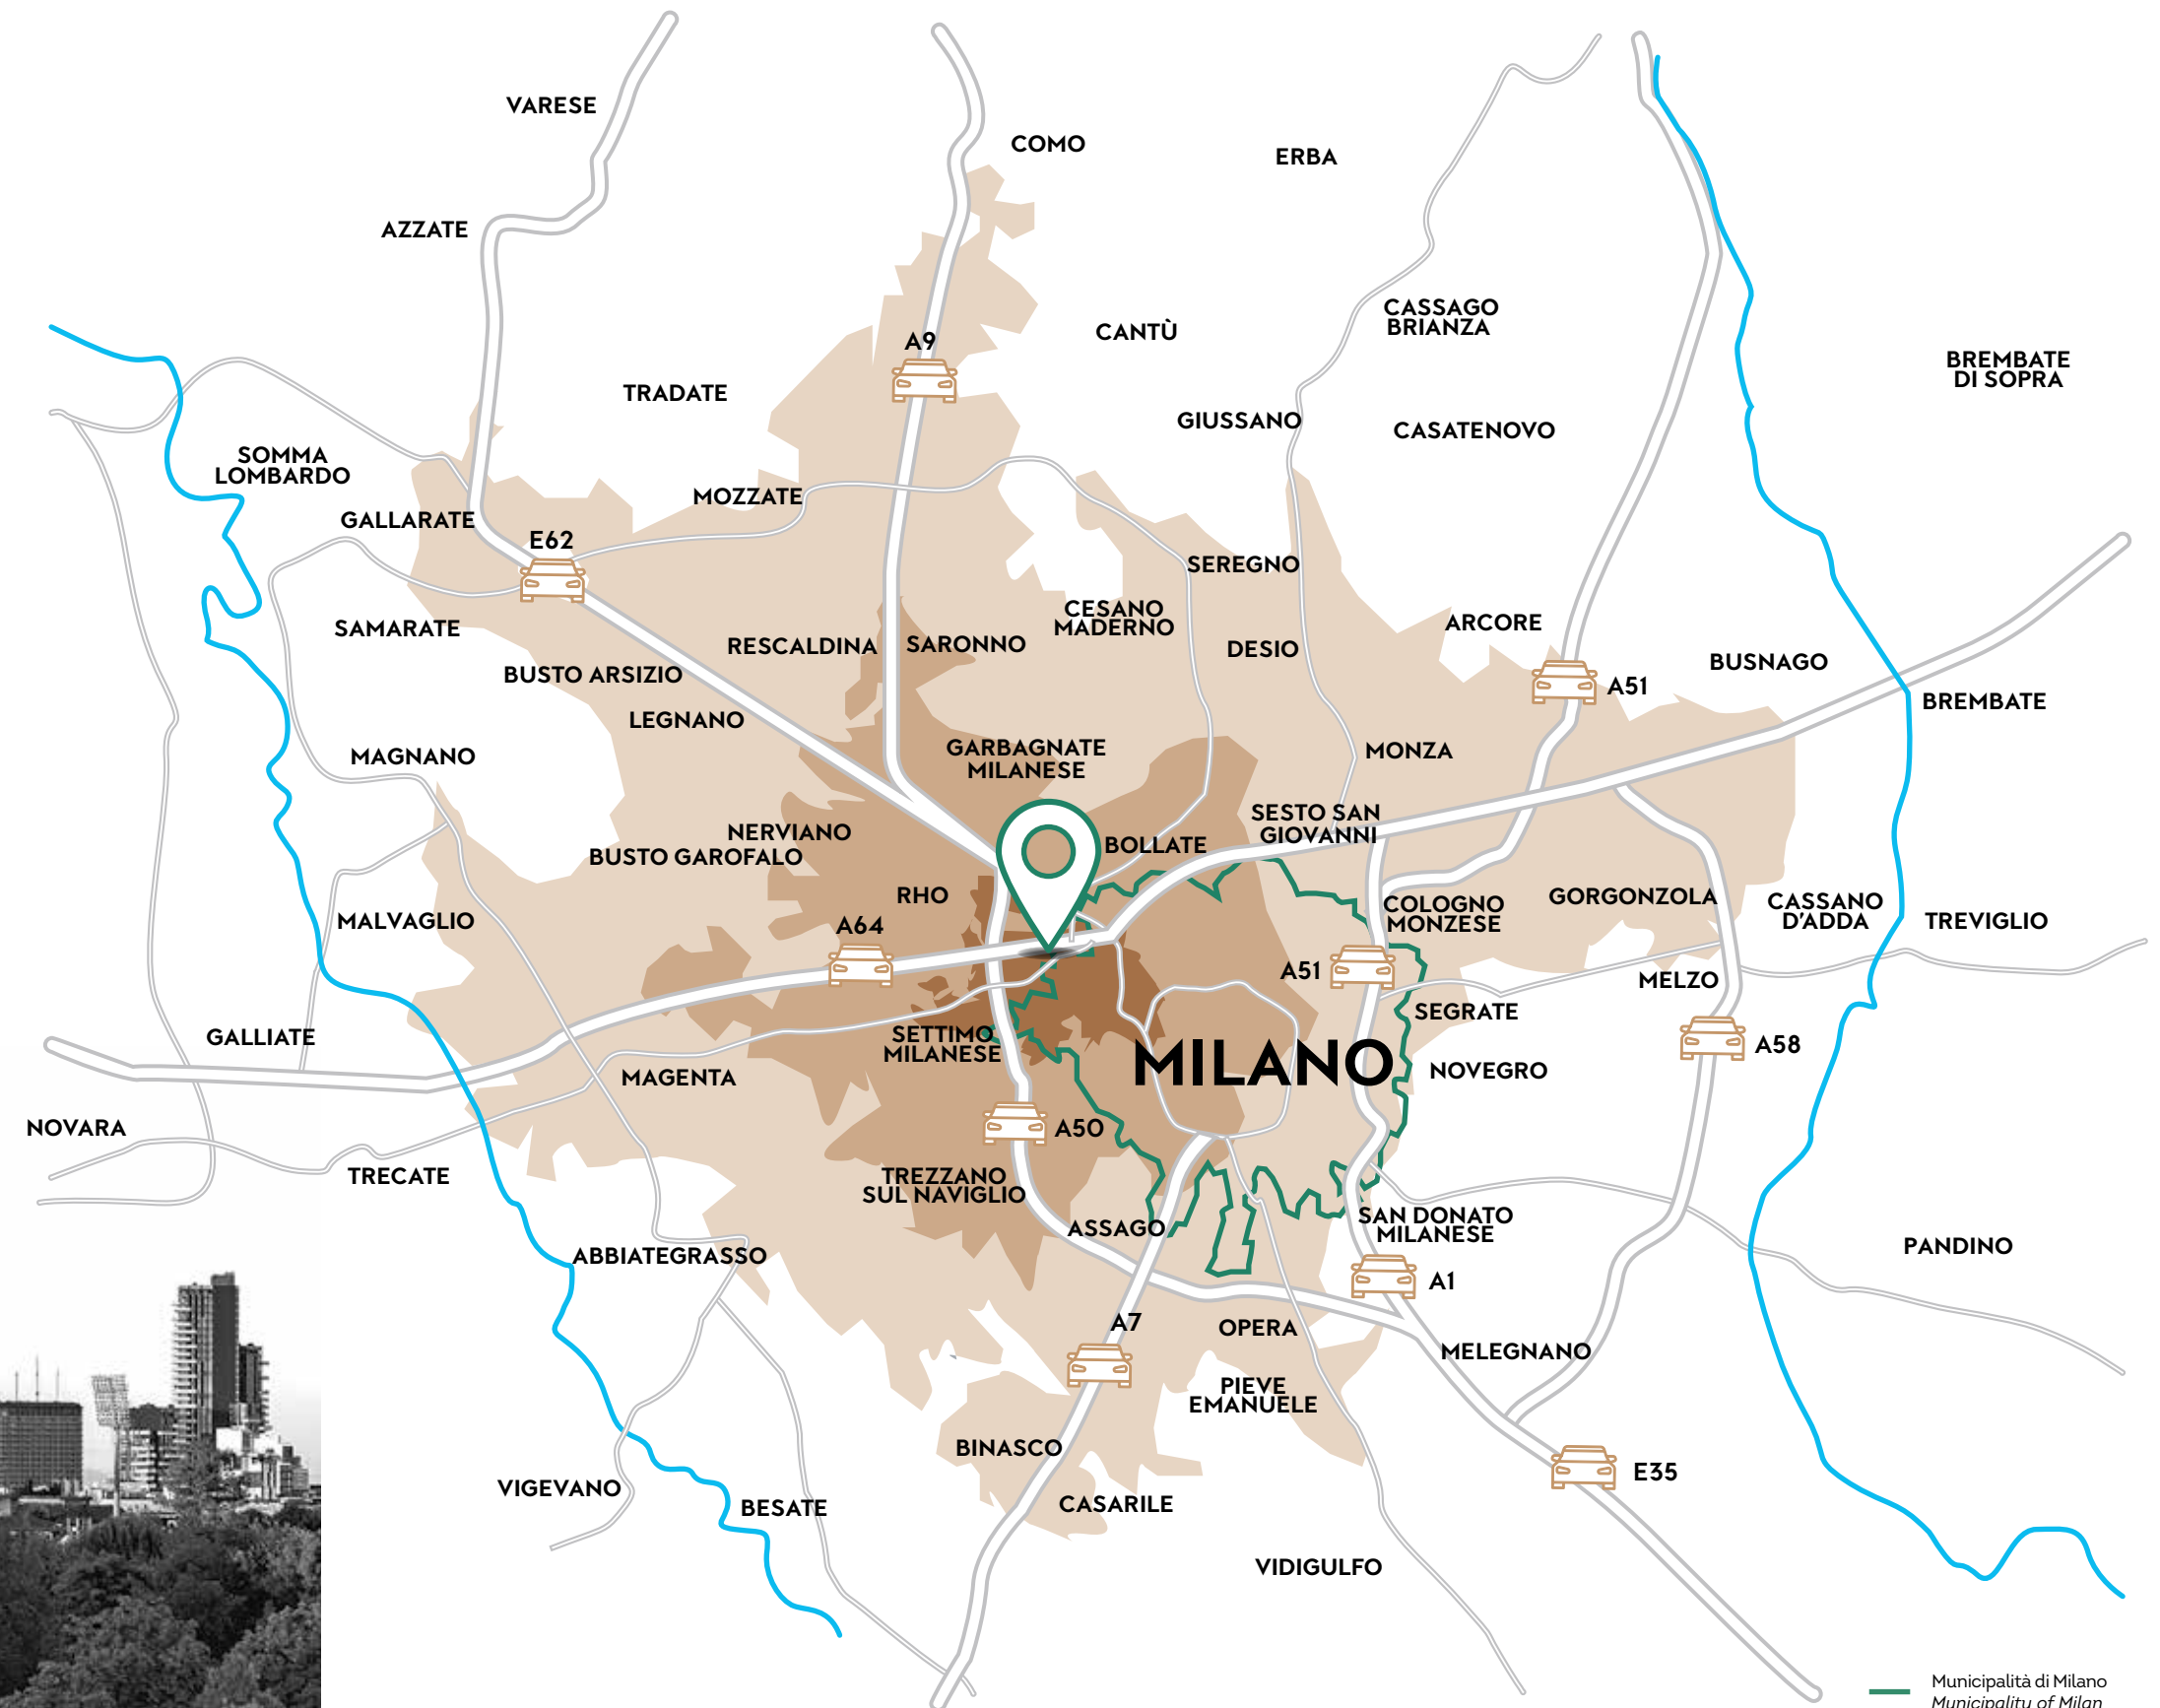 VARESE
COMO
ERBA
AZZATE
CASSAGO
BRIANZA
CANTÙ
A9
BREMBATE
DI SOPRA
TRADATE
GIUSSANO
CASATENOVO
SOMMA
LOMBARDO
MOZZATE
GALLARATE
E62
SEREGNO
CESANO
MADERNO
ARCORE
SAMARATE
RESCALDINA
SARONNO
DESIO
BUSNAGO
BUSTO ARSIZIO
A51
BREMBATE
LEGNANO
GARBAGNATE
MILANESE
MONZA
MAGNANO
SESTO SAN
GIOVANNI
NERVIANO
BOLLATE
BUSTO GAROFALO
RHO
GORGONZOLA
COLOGNO
MONZESE
CASSANO
D'ADDA
MALVAGLIO
TREVIGLIO
A64
A51
MELZO
SEGRATE
GALLIATE
SETTIMO
MILANESE
A58
MILANO
NOVEGRO
MAGENTA
NOVARA
A50
TRECATE
TREZZANO
SUL NAVIGLIO
SAN DONATO
MILANESE
ASSAGO
PANDINO
ABBIATEGRASSO
A1
A7
OPERA
MELEGNANO
PIEVE
EMANUELE
BINASCO
E35
VIGEVANO
CASARILE
BESATE
VIDIGULFO
Municipalità di Milano
Municipality of Milan